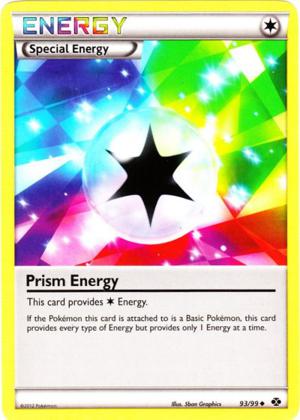 ENERGY
Special Energy
Prism Energy
This card provides Energy.
If the Pokémon this card is attached to is a Basic Pokémon, this card
provides every type of Energy but provides only 1 Energy at a time.
©2012 Pokémon
Illus. Sban Graphics
93/99